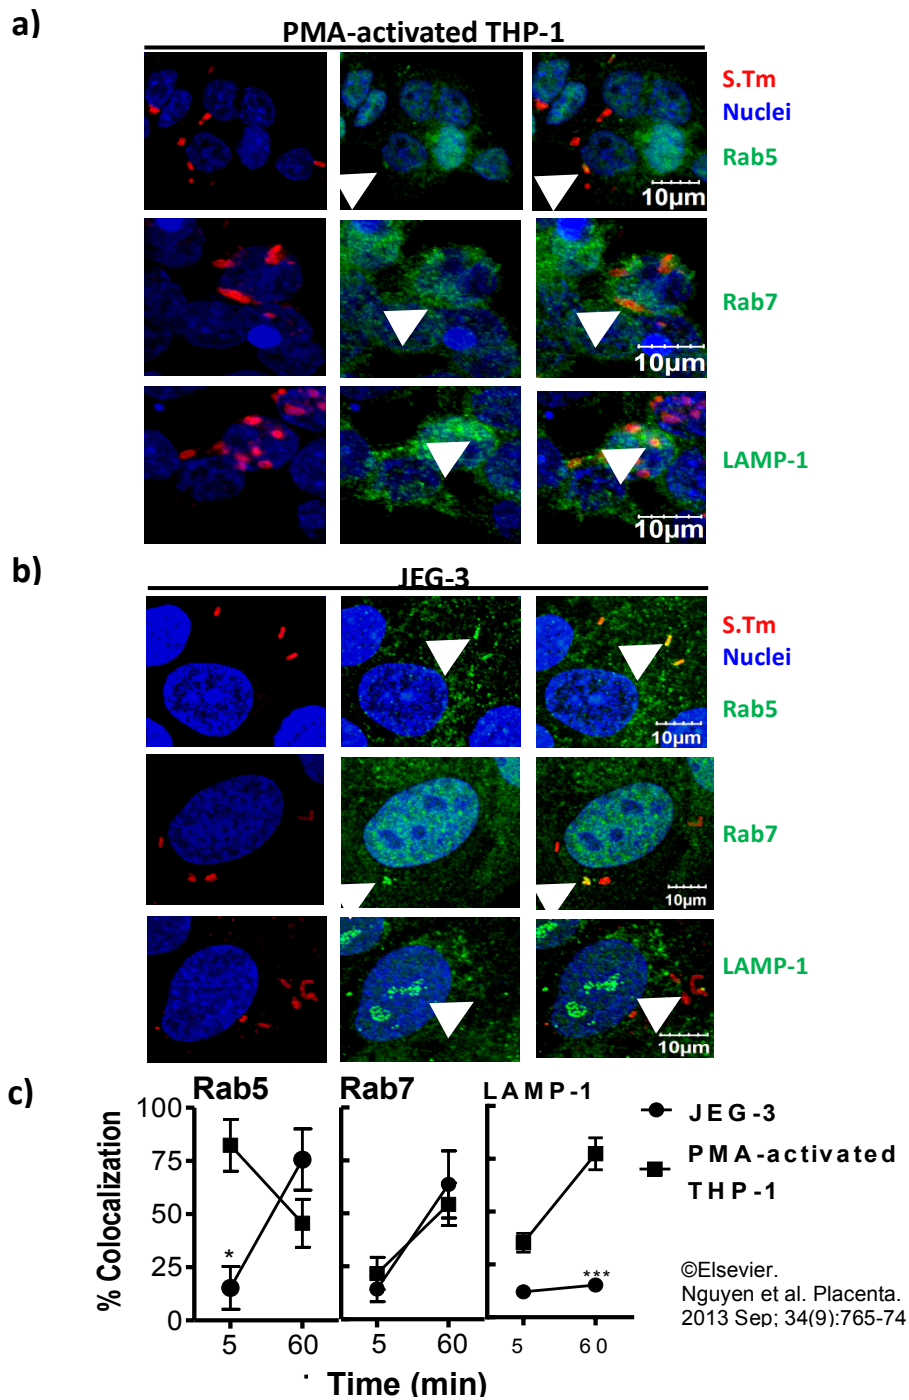 a)
PMA-activated THP-1
S.Tm
Nuclei
Rab5
10µm
Rab7
10µm
LAMP-1
10µm
b)
JEG-3
S.Tm
Nuclei
Rab5
10µm
Rab7
10µm
LAMP-1
10µm
c)
Rab5 Rab7 LAMP-1
% Colocalization
100
75
50
25
0
*
***
5 60 5 60 5 60
Time (min)
JEG-3
PMA-activated
THP-1
©Elsevier.
Nguyen et al. Placenta.
2013 Sep; 34(9):765-74